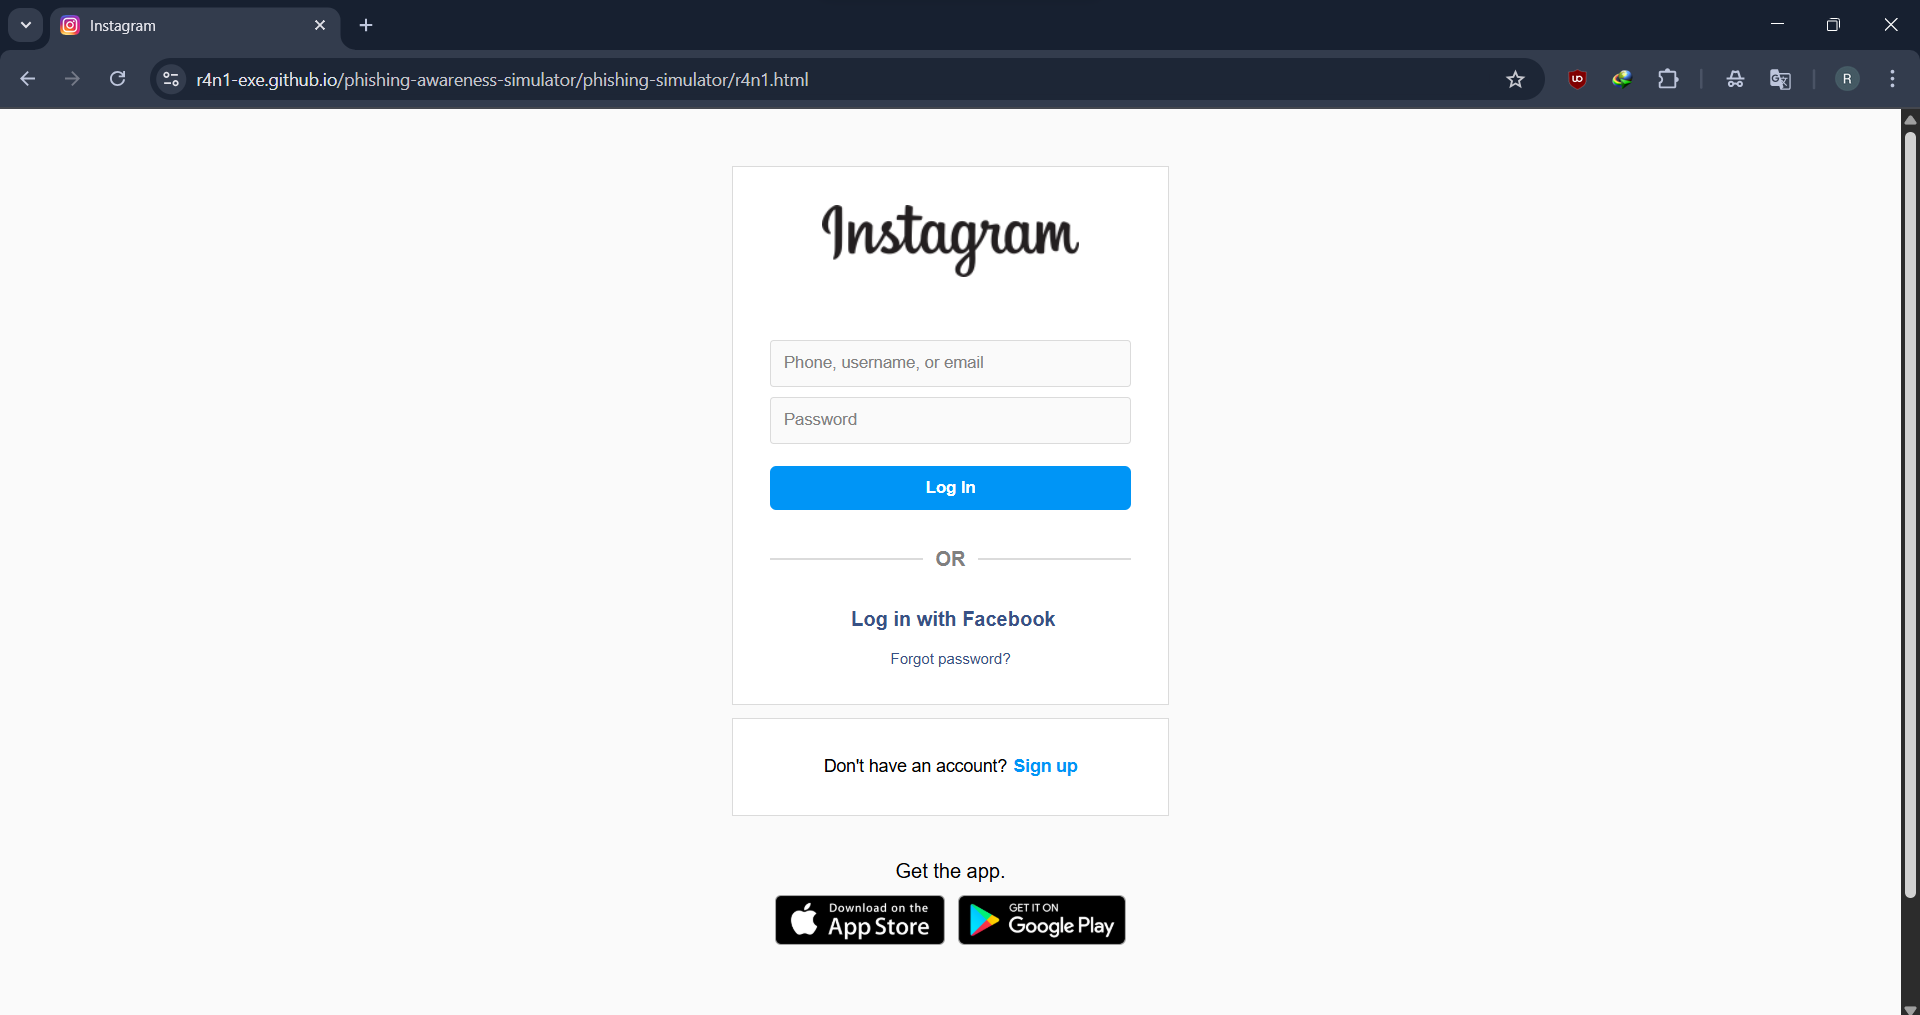 Instagram
r4n1-exe.github.io/phishing-awareness-simulator/phishing-simulator/r4n1.html
R
Instagram
Phone, username, or email
Password
Log In
OR
Log in with Facebook
Forgot password?
Don't have an account? Sign up
Get the app.
Download on the
App Store
GET IT ON
Google Play